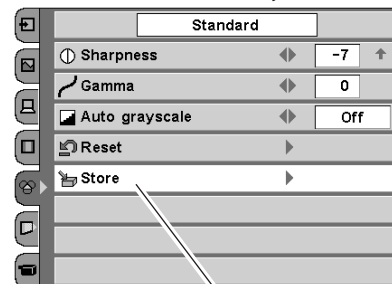 Standard
Sharpness -7
Gamma 0
Auto grayscale Off
Reset
Store